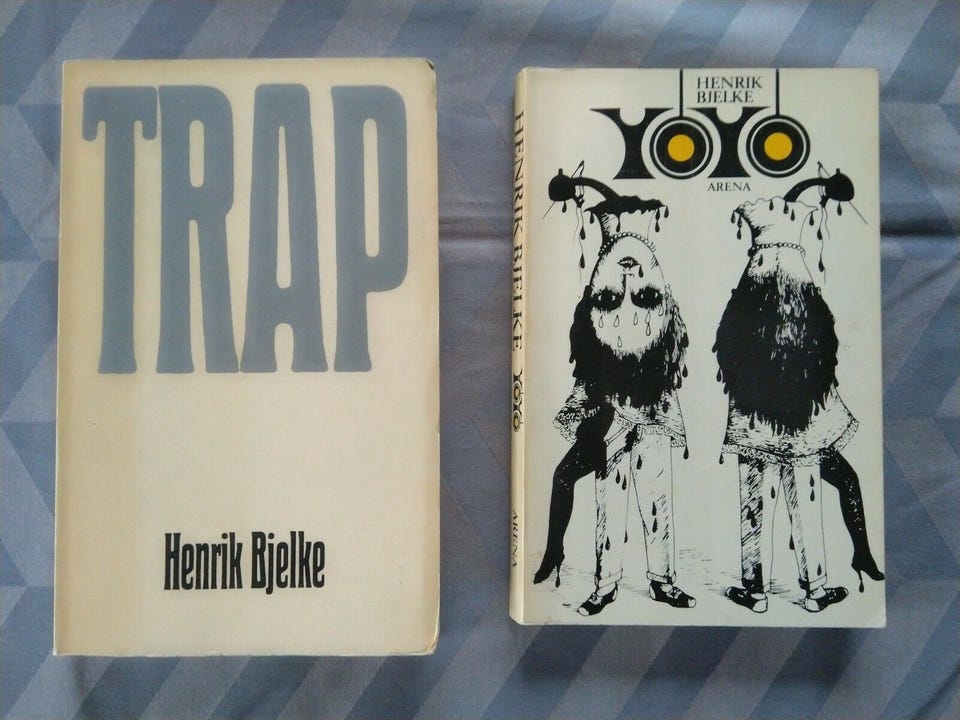 TRAP
Henrik Bjelke
HENRIK
BJELKE
YOYO
ARENA
HENRIK BJELKE YOYO ARENA